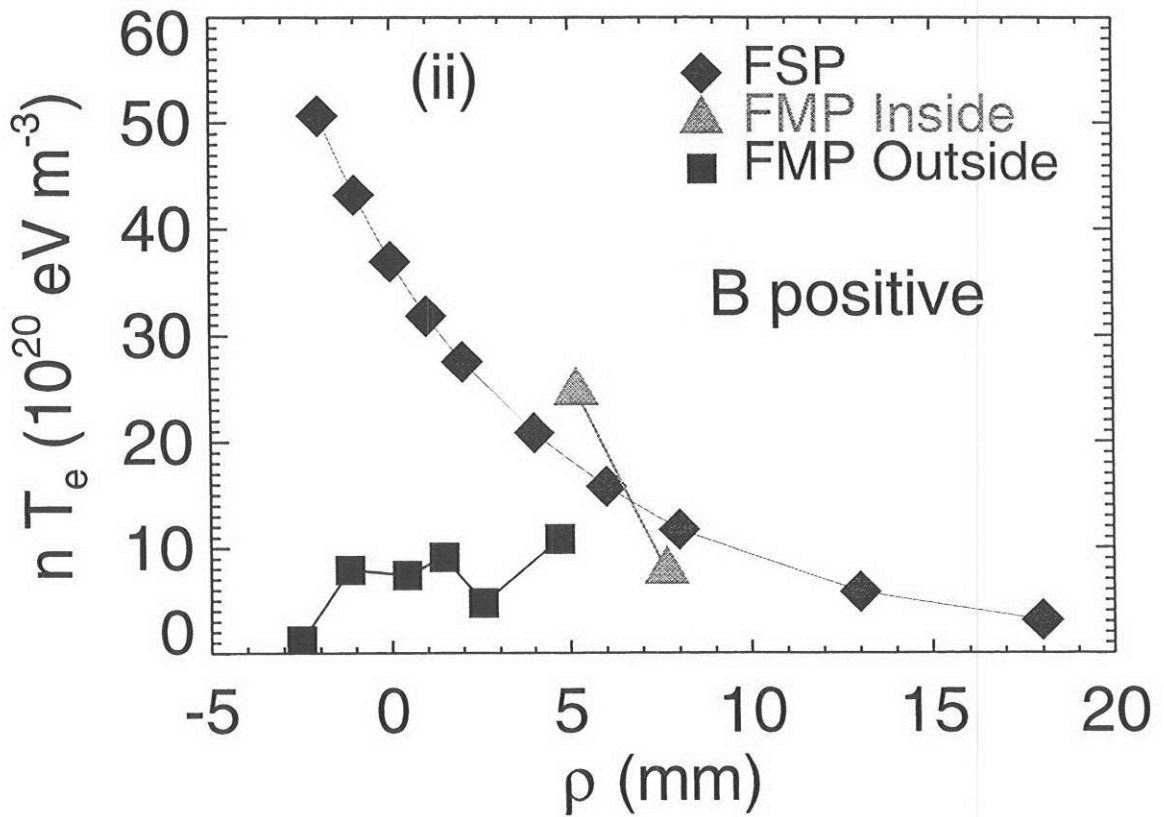 60
50
40
30
20
10
0
n T_e (10^20 eV m^-3)
(ii)
FSP
FMP Inside
FMP Outside
B positive
-5 0 5 10 15 20
ρ (mm)